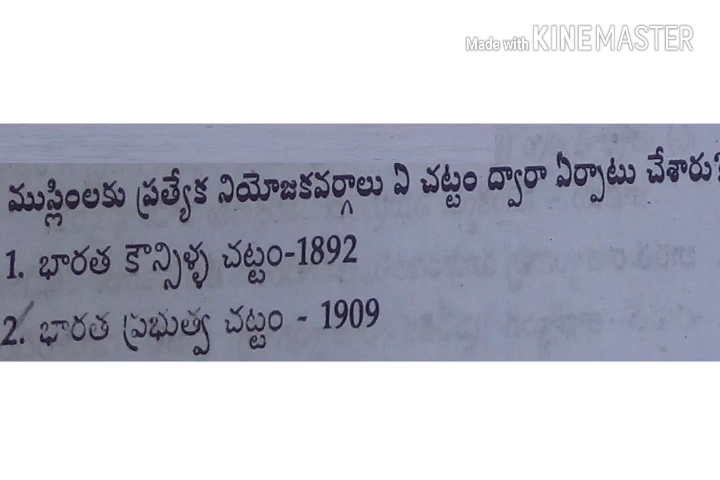 Made with KINEMASTER
ముస్లింలకు ప్రత్యేక నియోజకవర్గాలు ఏ చట్టం ద్వారా ఏర్పాటు చేశారు?
1. భారత కౌన్సిళ్ళ చట్టం-1892
2. భారత ప్రభుత్వ చట్టం - 1909